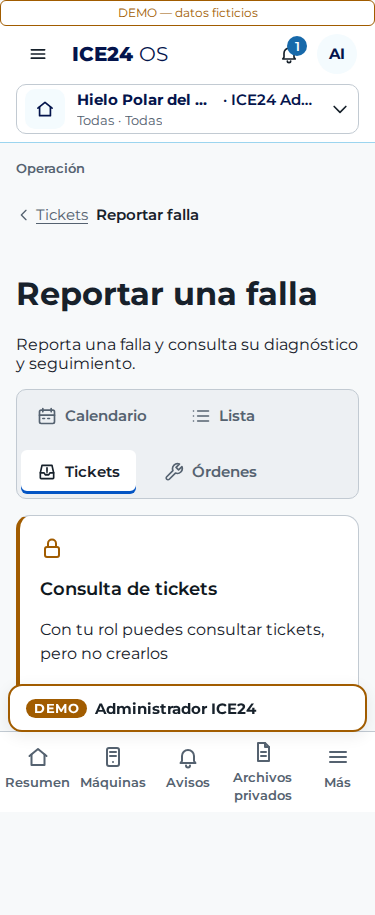 DEMO — datos ficticios
ICE24 OS
1
AI
Hielo Polar del ... · ICE24 Ad...
Todas · Todas
Operación
Tickets Reportar falla
Reportar una falla
Reporta una falla y consulta su diagnóstico
y seguimiento.
Calendario Lista
Tickets Órdenes
Consulta de tickets
Con tu rol puedes consultar tickets,
pero no crearlos
DEMO Administrador ICE24
Resumen Máquinas Avisos Archivos privados Más